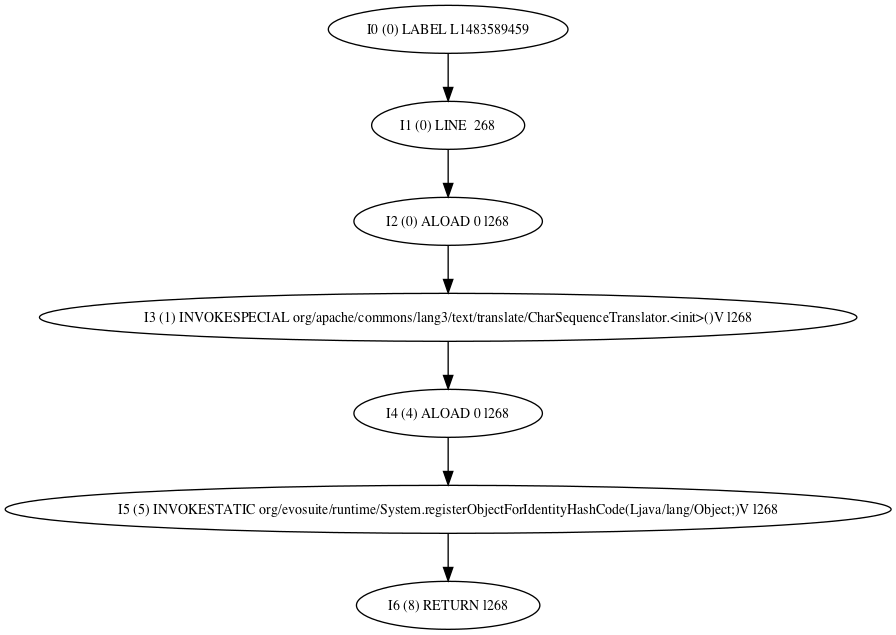 I0 (0) LABEL L1483589459
I1 (0) LINE  268
I2 (0) ALOAD 0 l268
I3 (1) INVOKESPECIAL org/apache/commons/lang3/text/translate/CharSequenceTranslator.<init>()V l268
I4 (4) ALOAD 0 l268
I5 (5) INVOKESTATIC org/evosuite/runtime/System.registerObjectForIdentityHashCode(Ljava/lang/Object;)V l268
I6 (8) RETURN l268